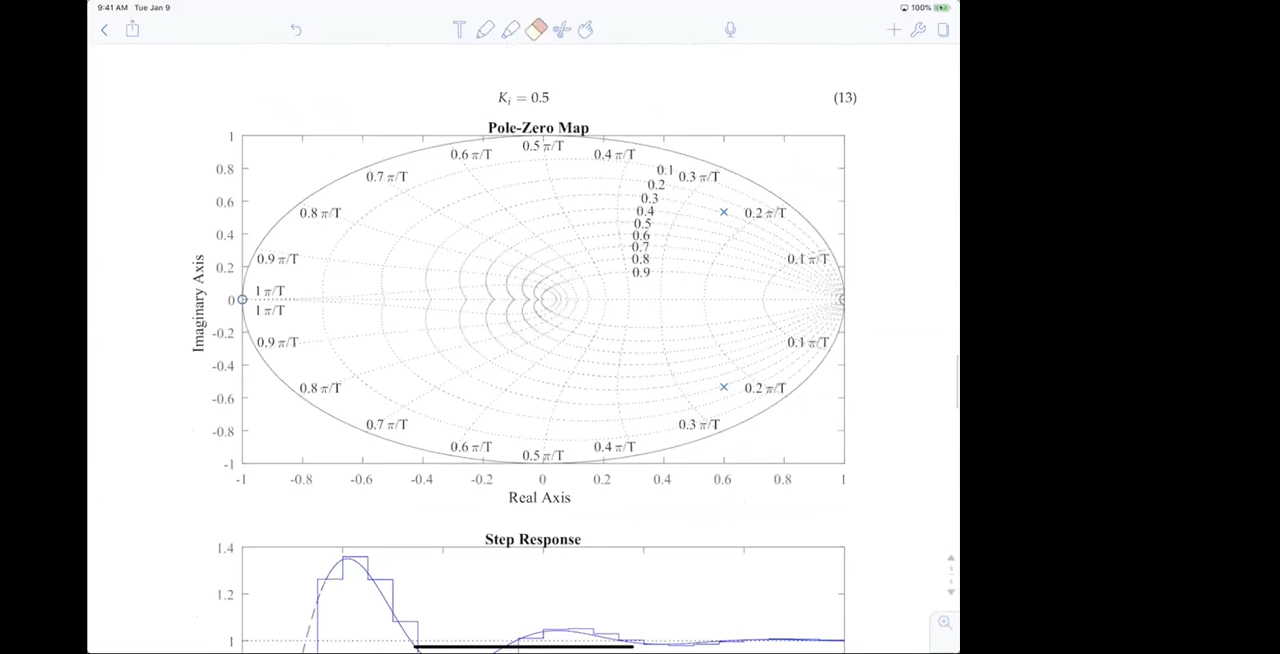 9:41 AM Tue Jan 9
100%
T
K_i = 0.5 (13)
Pole-Zero Map
1
0.8
0.6
0.4
0.2
0
-0.2
-0.4
-0.6
-0.8
-1
Imaginary Axis
0.5 π/T
0.6 π/T 0.4 π/T
0.7 π/T 0.1 0.3 π/T
0.2
0.3
0.8 π/T 0.4 0.2 π/T
0.5
0.6
0.7
0.9 π/T 0.8 0.1 π/T
0.9
1 π/T
1 π/T
0.9 π/T 0.1 π/T
0.8 π/T 0.2 π/T
0.7 π/T 0.3 π/T
0.6 π/T 0.4 π/T
0.5 π/T
-1 -0.8 -0.6 -0.4 -0.2 0 0.2 0.4 0.6 0.8 1
Real Axis
Step Response
1.4
1.2
1